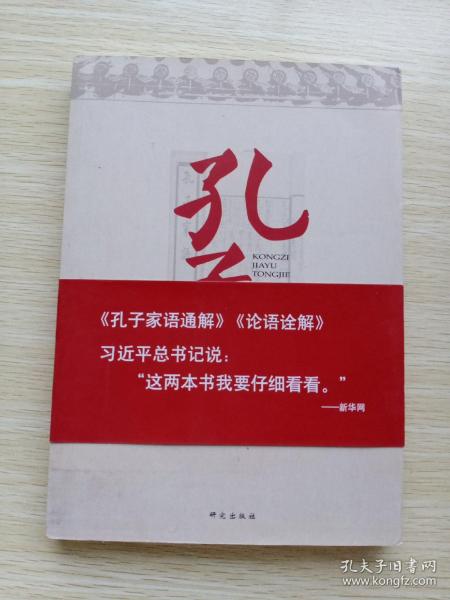 孔
子
KONGZI
JIAYU
TONGJIE
《孔子家语通解》《论语诠解》
习近平总书记说：
“这两本书我要仔细看看。”
——新华网
研究出版社
孔夫子旧书网
www.kongfz.com